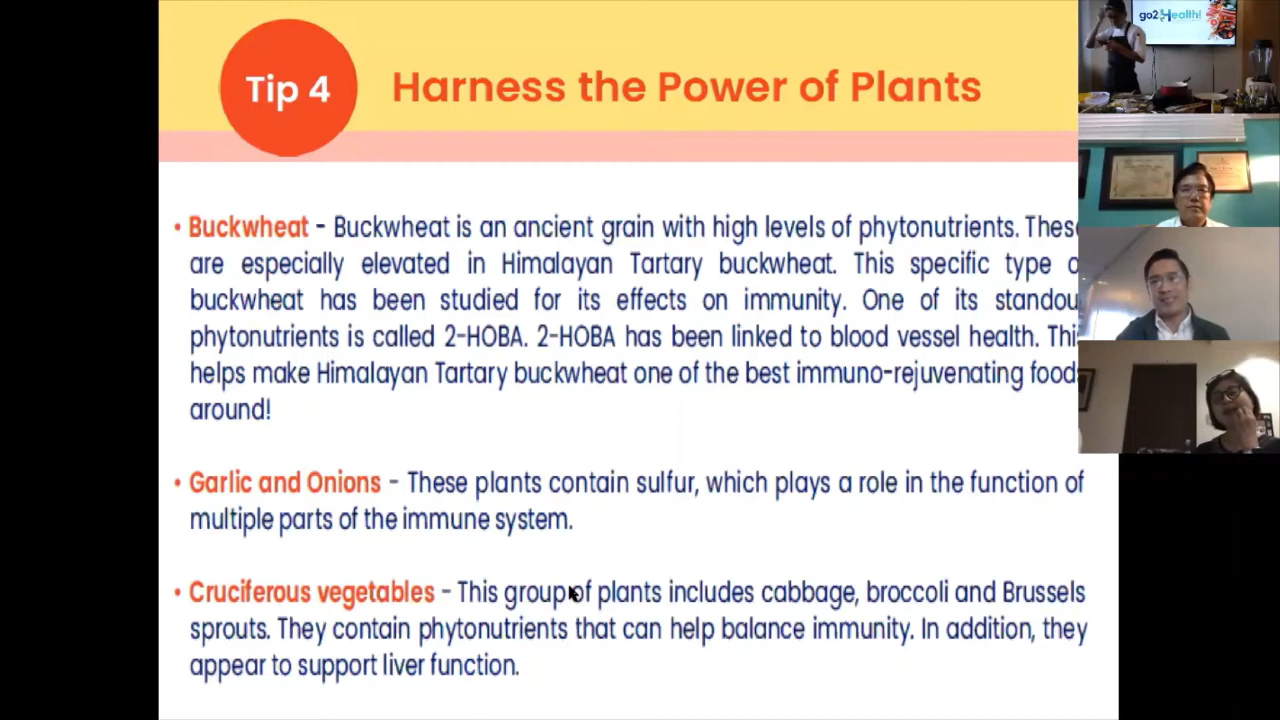 Tip 4
Harness the Power of Plants
• Buckwheat - Buckwheat is an ancient grain with high levels of phytonutrients. These
are especially elevated in Himalayan Tartary buckwheat. This specific type o
buckwheat has been studied for its effects on immunity. One of its standou
phytonutrients is called 2-HOBA. 2-HOBA has been linked to blood vessel health. Thi
helps make Himalayan Tartary buckwheat one of the best immuno-rejuvenating foods
around!
• Garlic and Onions - These plants contain sulfur, which plays a role in the function of
multiple parts of the immune system.
• Cruciferous vegetables - This group of plants includes cabbage, broccoli and Brussels
sprouts. They contain phytonutrients that can help balance immunity. In addition, they
appear to support liver function.
go2Health!